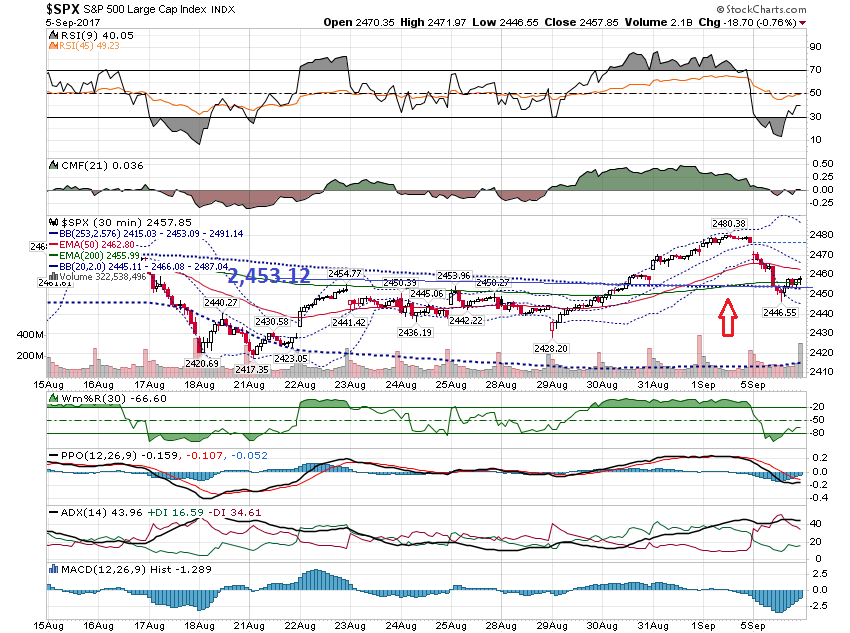 $SPX S&P 500 Large Cap Index INDX © StockCharts.com
5-Sep-2017 Open 2470.35 High 2471.97 Low 2446.55 Close 2457.85 Volume 2.1B Chg -18.70 (-0.76%)
RSI(9) 40.05
RSI(45) 49.23
90
70
50
30
10
CMF(21) 0.036
0.50
0.25
0.00
-0.25
$SPX (30 min) 2457.85
BB(253,2.576) 2415.03 - 2453.09 - 2491.14
EMA(50) 2462.80
EMA(200) 2455.99
BB(20,2.0) 2445.11 - 2466.08 - 2487.04
Volume 322,538,496
2,453.12
2480.38
2454.77
2450.39
2453.96
2450.27
2445.06
2440.27
2430.58
2441.42
2442.22
2436.19
2446.55
2428.20
2420.69
2423.05
2417.35
2480
2470
2460
2450
2440
2430
2420
2410
400M
200M
15Aug 16Aug 17Aug 18Aug 21Aug 22Aug 23Aug 24Aug 25Aug 28Aug 29Aug 30Aug 31Aug 1Sep 5Sep
Wm%R(30) -66.60
-20
-50
-80
PPO(12,26,9) -0.159, -0.107, -0.052
0.2
0.0
-0.2
-0.4
ADX(14) 43.96 +DI 16.59 -DI 34.61
40
20
0
MACD(12,26,9) Hist -1.289
2.5
0.0
-2.5
15Aug 16Aug 17Aug 18Aug 21Aug 22Aug 23Aug 24Aug 25Aug 28Aug 29Aug 30Aug 31Aug 1Sep 5Sep